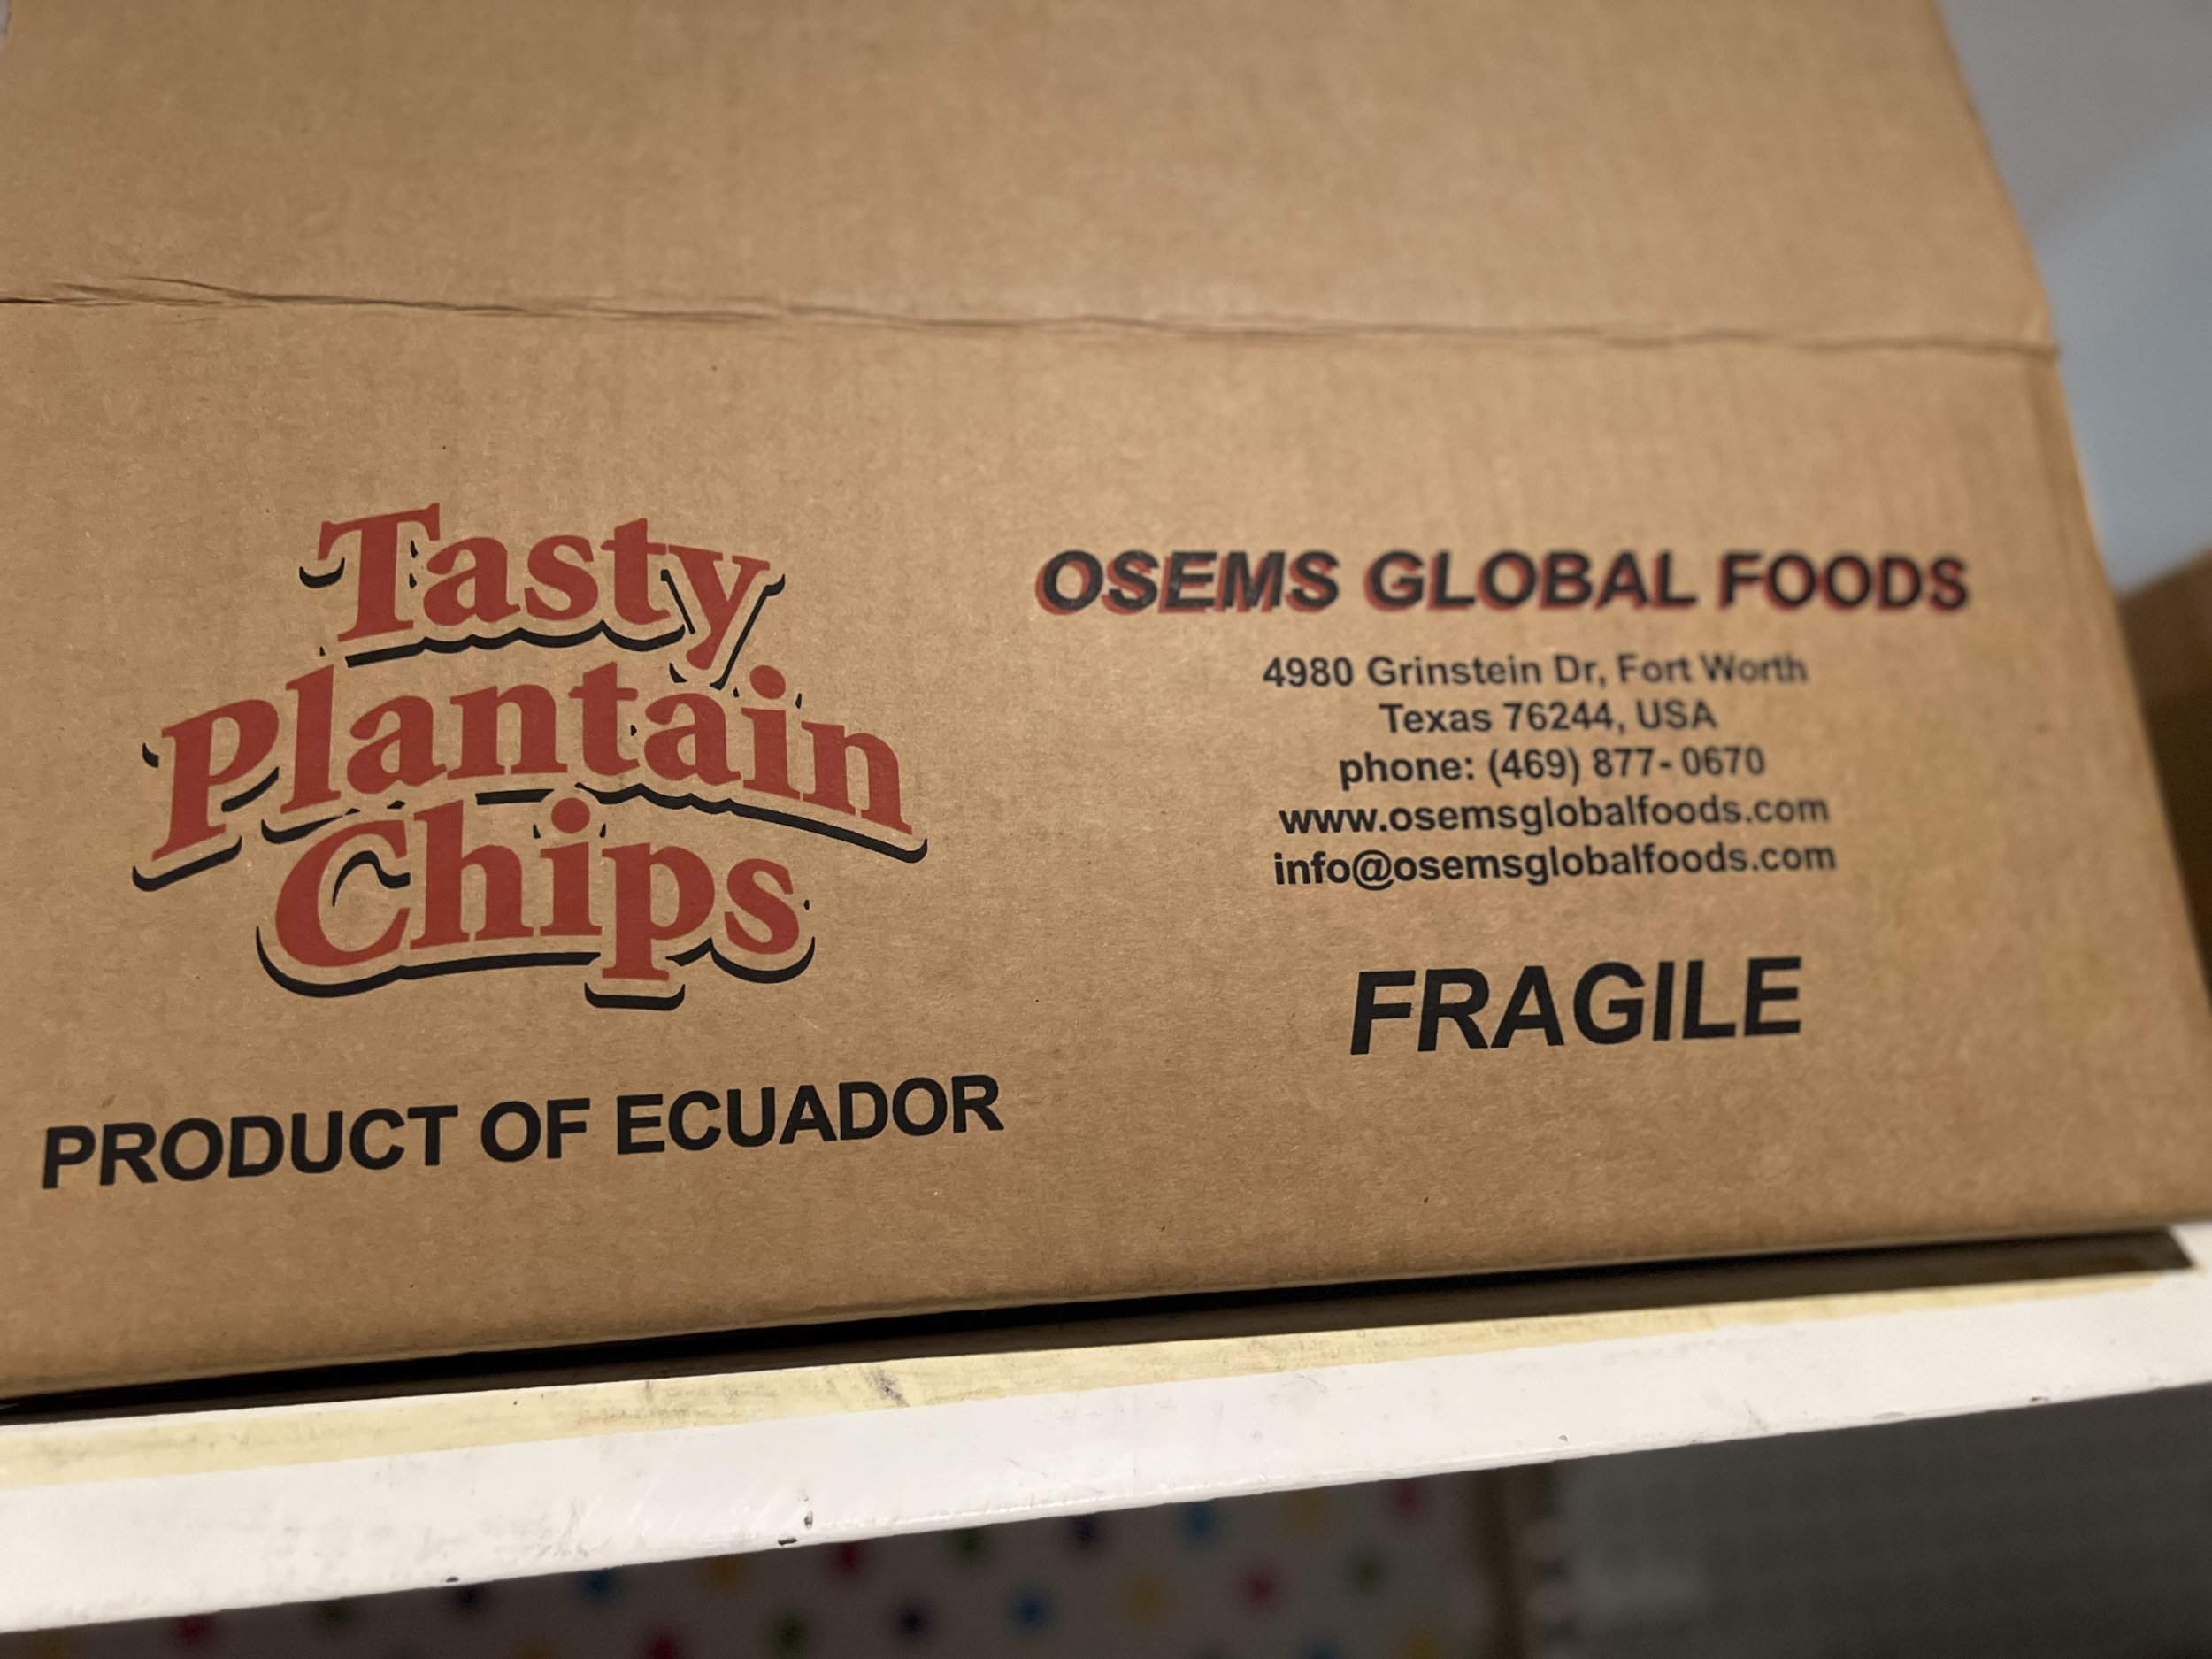 Tasty
Plantain
Chips
PRODUCT OF ECUADOR
OSEMS GLOBAL FOODS
4980 Grinstein Dr, Fort Worth
Texas 76244, USA
phone: (469) 877- 0670
www.osemsglobalfoods.com
info@osemsglobalfoods.com
FRAGILE